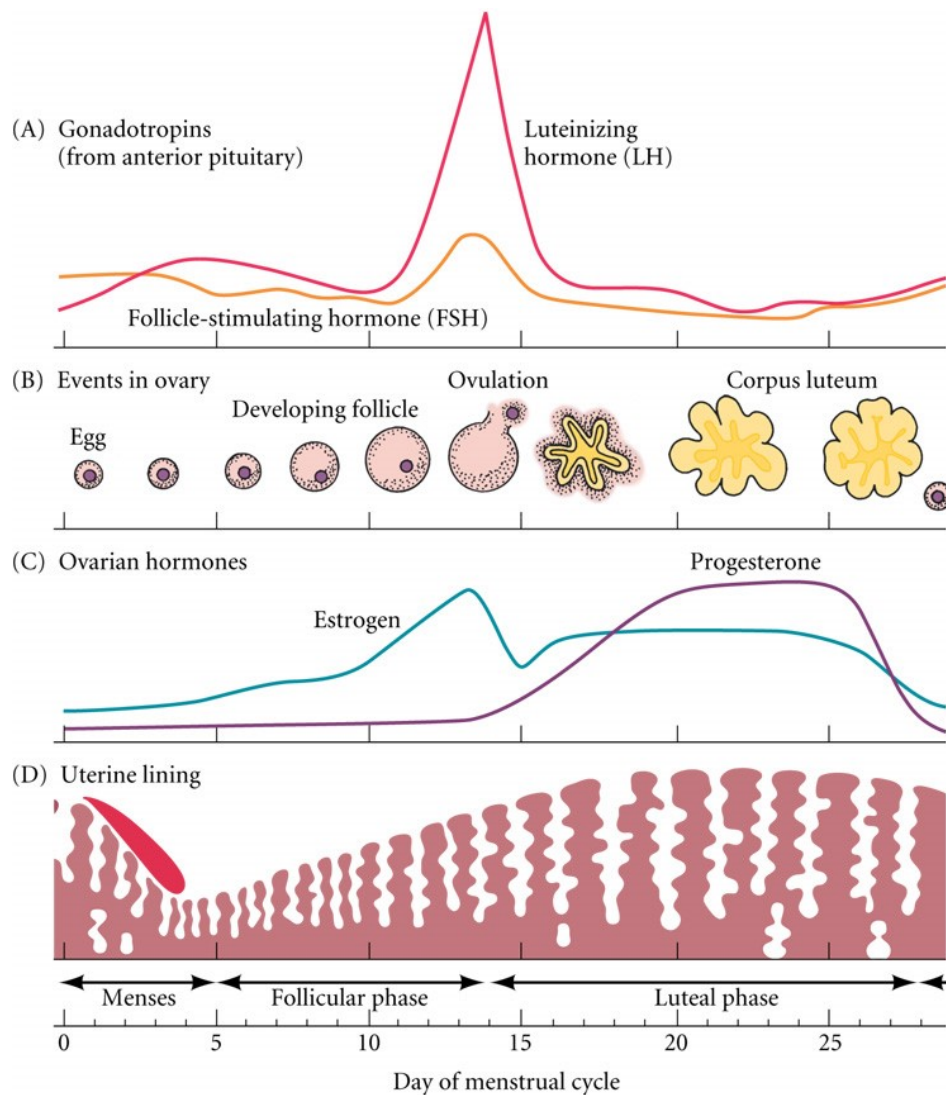 (A) Gonadotropins
(from anterior pituitary)
Luteinizing
hormone (LH)
Follicle-stimulating hormone (FSH)
(B) Events in ovary
Ovulation
Corpus luteum
Developing follicle
Egg
(C) Ovarian hormones
Progesterone
Estrogen
(D) Uterine lining
Menses
Follicular phase
Luteal phase
0 5 10 15 20 25
Day of menstrual cycle